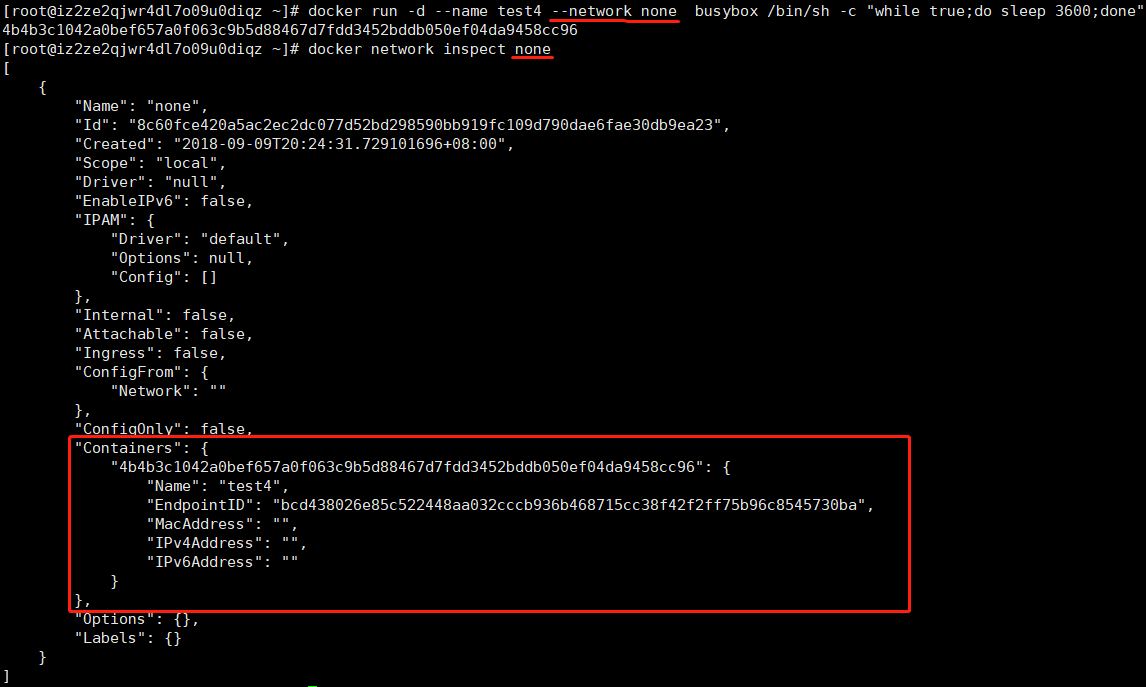 [root@iz2ze2qjwr4dl7o09u0diqz ~]# docker run -d --name test4 --network none  busybox /bin/sh -c "while true;do sleep 3600;done"
4b4b3c1042a0bef657a0f063c9b5d88467d7fdd3452bddb050ef04da9458cc96
[root@iz2ze2qjwr4dl7o09u0diqz ~]# docker network inspect none
[
    {
        "Name": "none",
        "Id": "8c60fce420a5ac2ec2dc077d52bd298590bb919fc109d790dae6fae30db9ea23",
        "Created": "2018-09-09T20:24:31.729101696+08:00",
        "Scope": "local",
        "Driver": "null",
        "EnableIPv6": false,
        "IPAM": {
            "Driver": "default",
            "Options": null,
            "Config": []
        },
        "Internal": false,
        "Attachable": false,
        "Ingress": false,
        "ConfigFrom": {
            "Network": ""
        },
        "ConfigOnly": false,
        "Containers": {
            "4b4b3c1042a0bef657a0f063c9b5d88467d7fdd3452bddb050ef04da9458cc96": {
                "Name": "test4",
                "EndpointID": "bcd438026e85c522448aa032cccb936b468715cc38f42f2ff75b96c8545730ba",
                "MacAddress": "",
                "IPv4Address": "",
                "IPv6Address": ""
            }
        },
        "Options": {},
        "Labels": {}
    }
]